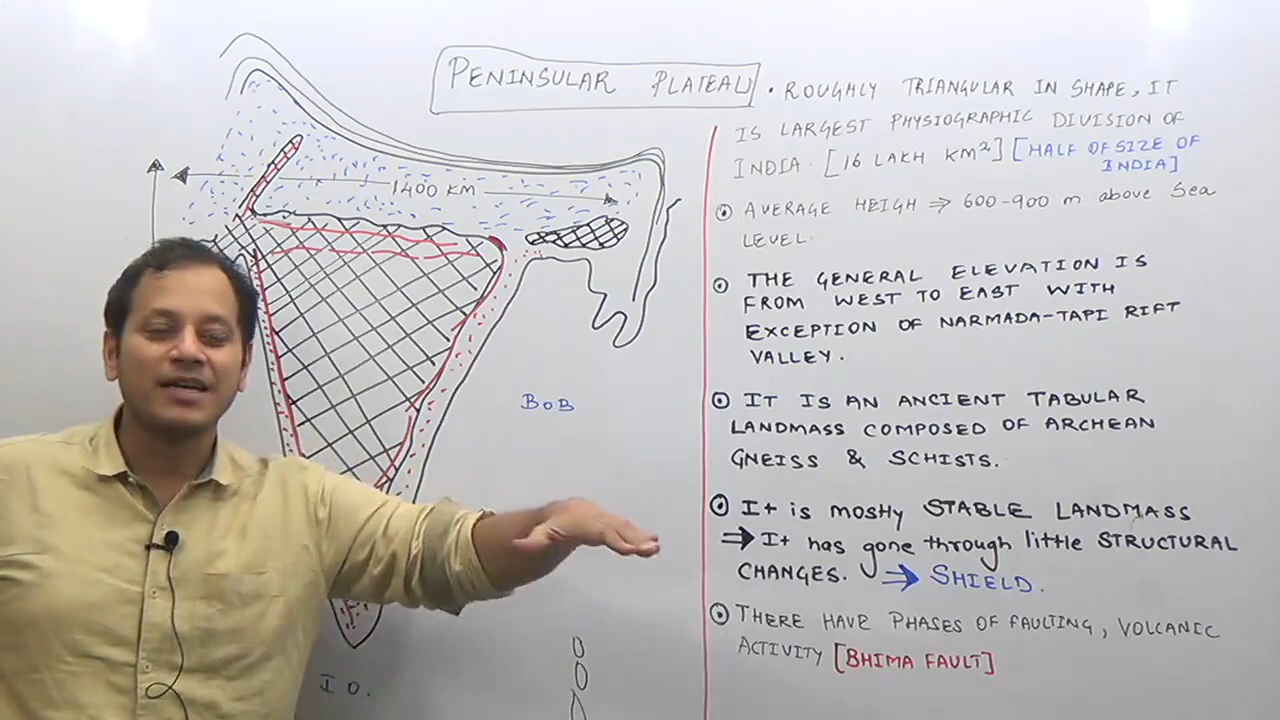 PENINSULAR PLATEAU
1400 KM
BOB
I O.
• ROUGHLY TRIANGULAR IN SHAPE, IT
IS LARGEST PHYSIOGRAPHIC DIVISION OF
INDIA. [16 LAKH KM²] [HALF OF SIZE OF
INDIA]
⊙ AVERAGE HEIGH ⇒ 600-900 m above Sea
LEVEL.
⊙ THE GENERAL ELEVATION IS
FROM WEST TO EAST WITH
EXCEPTION OF NARMADA-TAPI RIFT
VALLEY.
⊙ IT IS AN ANCIENT TABULAR
LANDMASS COMPOSED OF ARCHEAN
GNEISS & SCHISTS.
⊙ It is mostly STABLE LANDMASS
⇒ It has gone through little STRUCTURAL
CHANGES. ⇒ SHIELD.
⊙ THERE HAVE PHASES OF FAULTING, VOLCANIC
ACTIVITY [BHIMA FAULT]